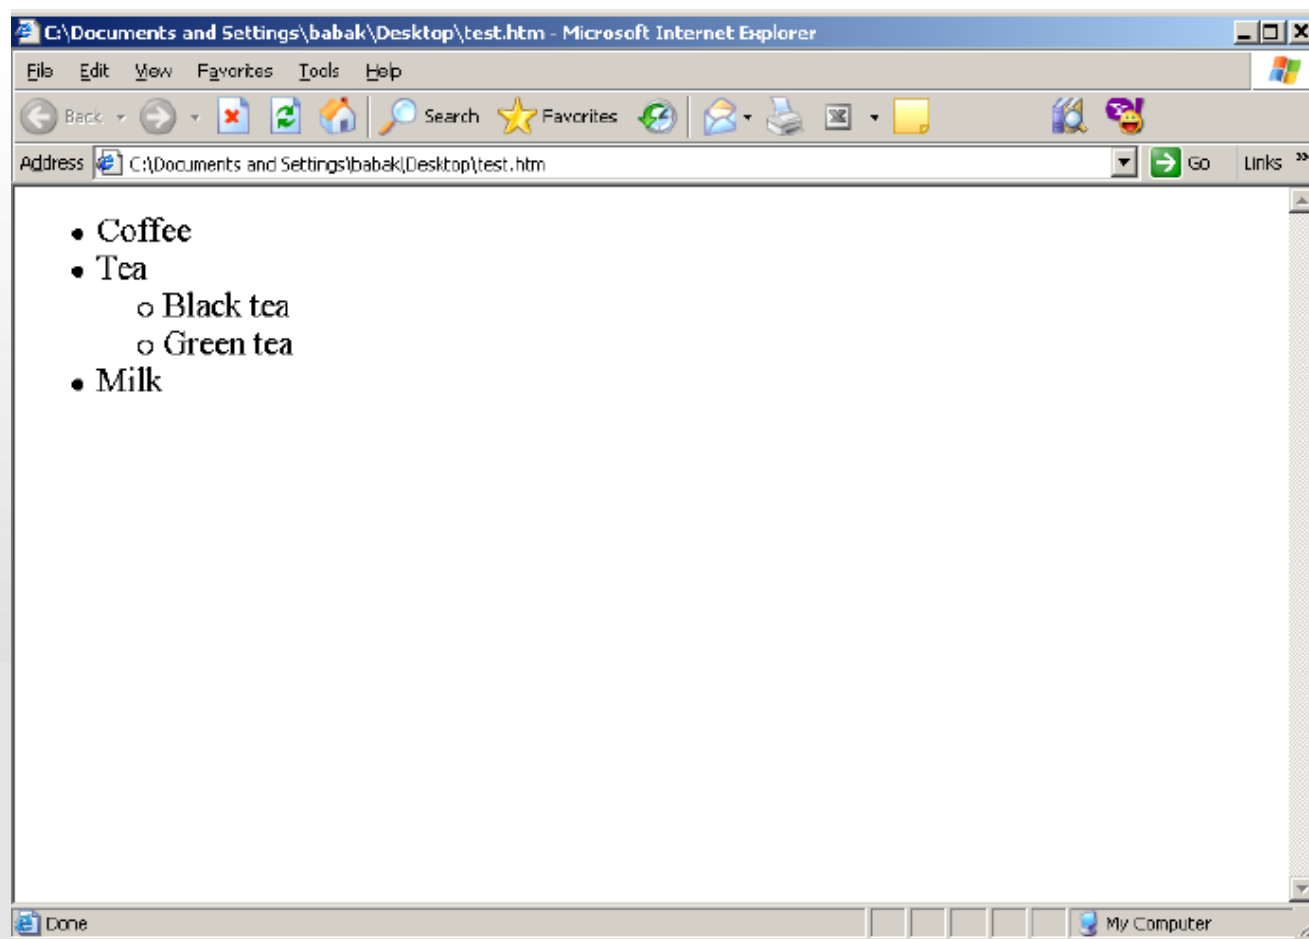 C:\Documents and Settings\babak\Desktop\test.htm - Microsoft Internet Explorer
File Edit View Favorites Tools Help
Back Search Favorites
Address C:\Documents and Settings\babak\Desktop\test.htm Go Links »
• Coffee
• Tea
o Black tea
o Green tea
• Milk
Done My Computer